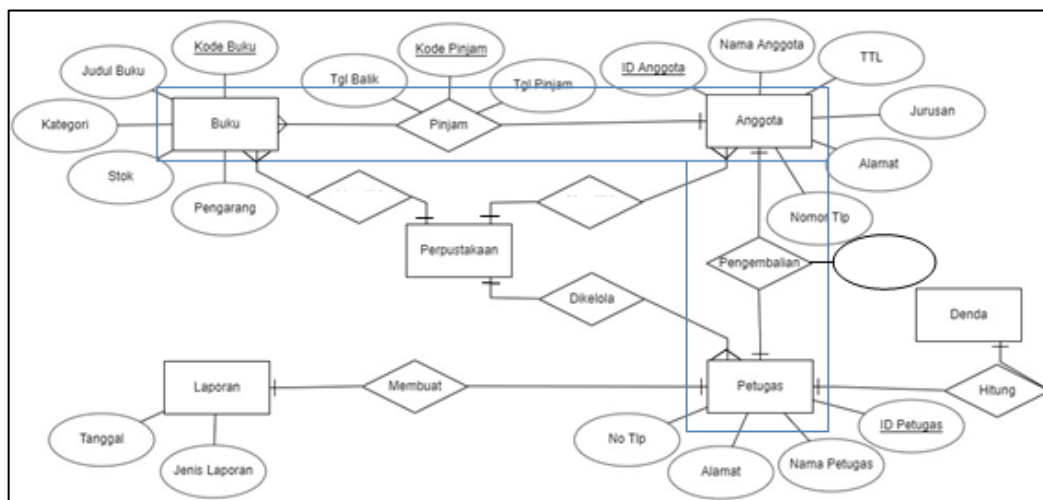 Kode Buku
Kode Pinjam
Nama Anggota
Judul Buku
Tgl Balik
Tgl Pinjam
ID Anggota
TTL
Kategori
Buku
Pinjam
Anggota
Jurusan
Stok
Alamat
Pengarang
Nomor Tlp
Perpustakaan
Pengembalian
Dikelola
Denda
Laporan
Membuat
Petugas
Hitung
Tanggal
No Tlp
ID Petugas
Jenis Laporan
Alamat
Nama Petugas